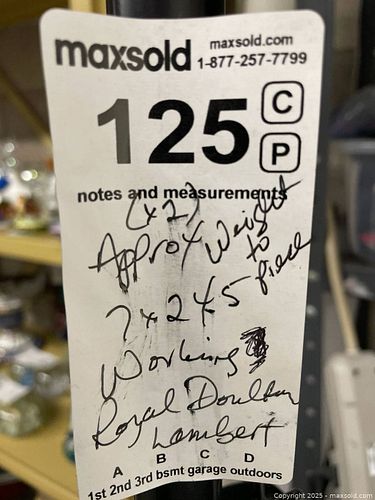 maxsold
maxsold.com
1-877-257-7799
125
C
P
notes and measurements
(x2)
Approx Weight
to
Piece
7x245
Working
Royal Doulton
Lambert
A B C D
1st 2nd 3rd bsmt garage outdoors
Copyright 2025 - maxsold.com